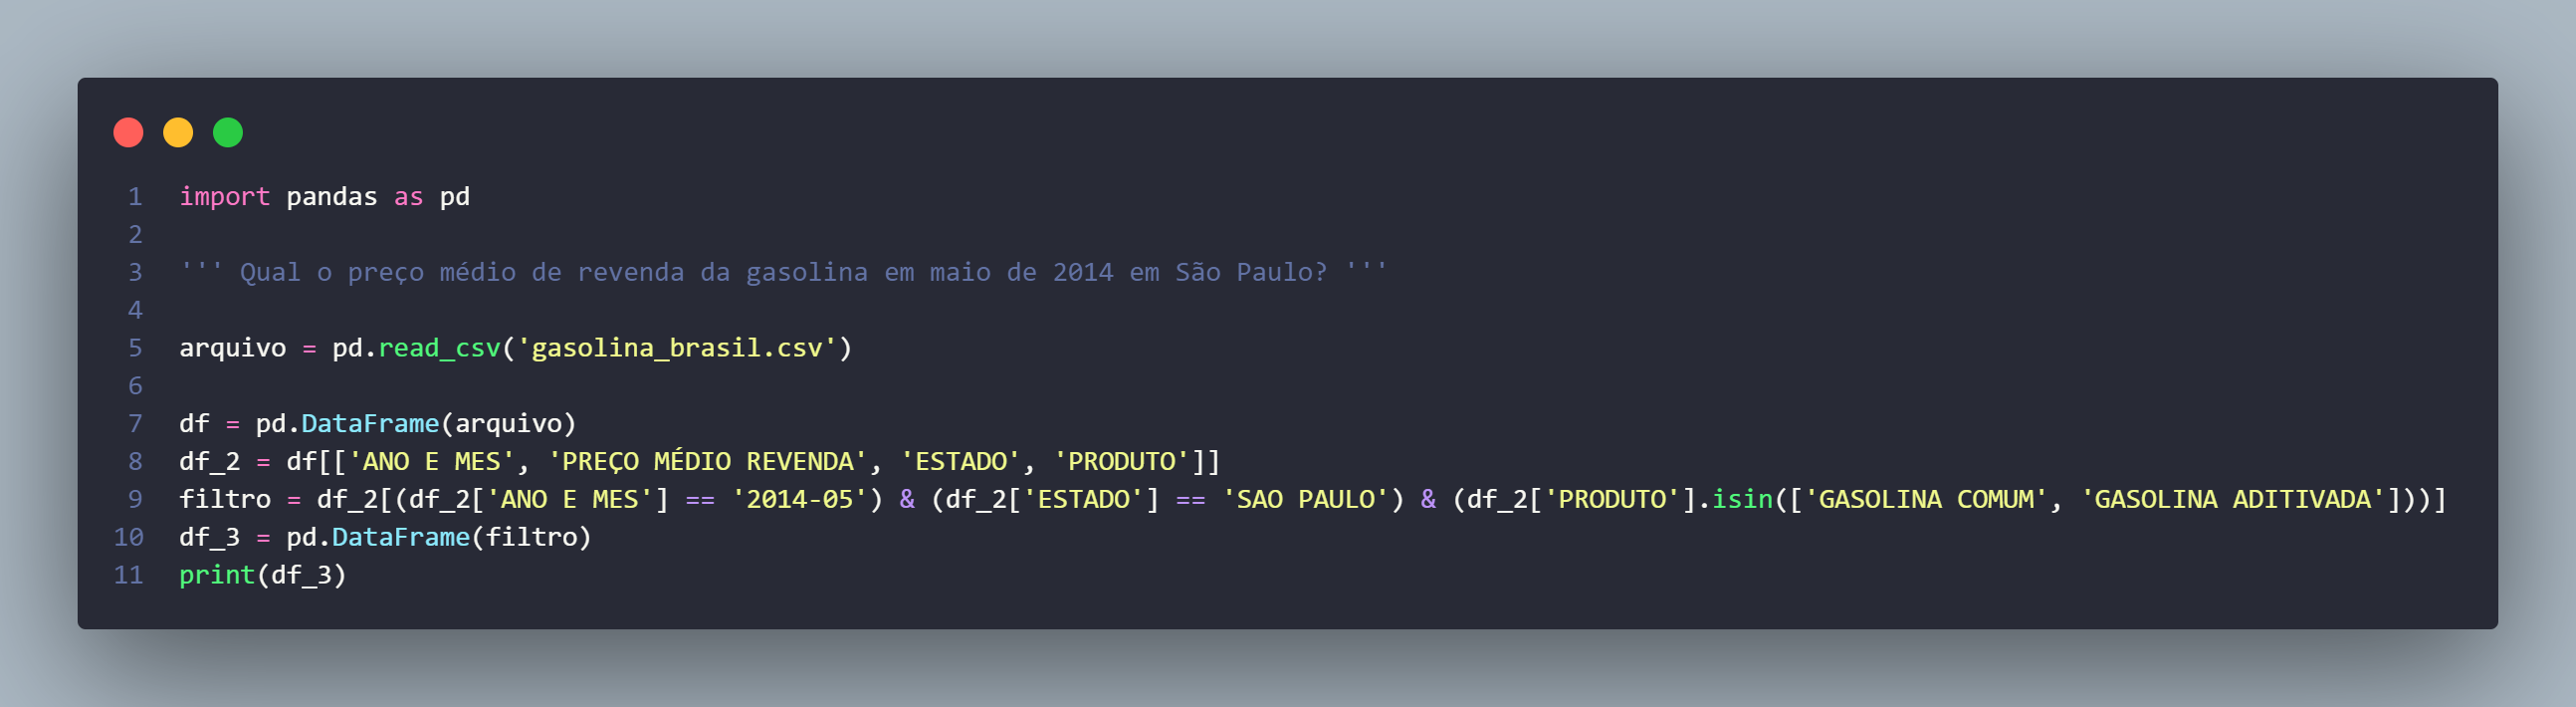 1 import pandas as pd
2
3 ''' Qual o preço médio de revenda da gasolina em maio de 2014 em São Paulo? '''
4
5 arquivo = pd.read_csv('gasolina_brasil.csv')
6
7 df = pd.DataFrame(arquivo)
8 df_2 = df[['ANO E MES', 'PREÇO MÉDIO REVENDA', 'ESTADO', 'PRODUTO']]
9 filtro = df_2[(df_2['ANO E MES'] == '2014-05') & (df_2['ESTADO'] == 'SAO PAULO') & (df_2['PRODUTO'].isin(['GASOLINA COMUM', 'GASOLINA ADITIVADA']))]
10 df_3 = pd.DataFrame(filtro)
11 print(df_3)